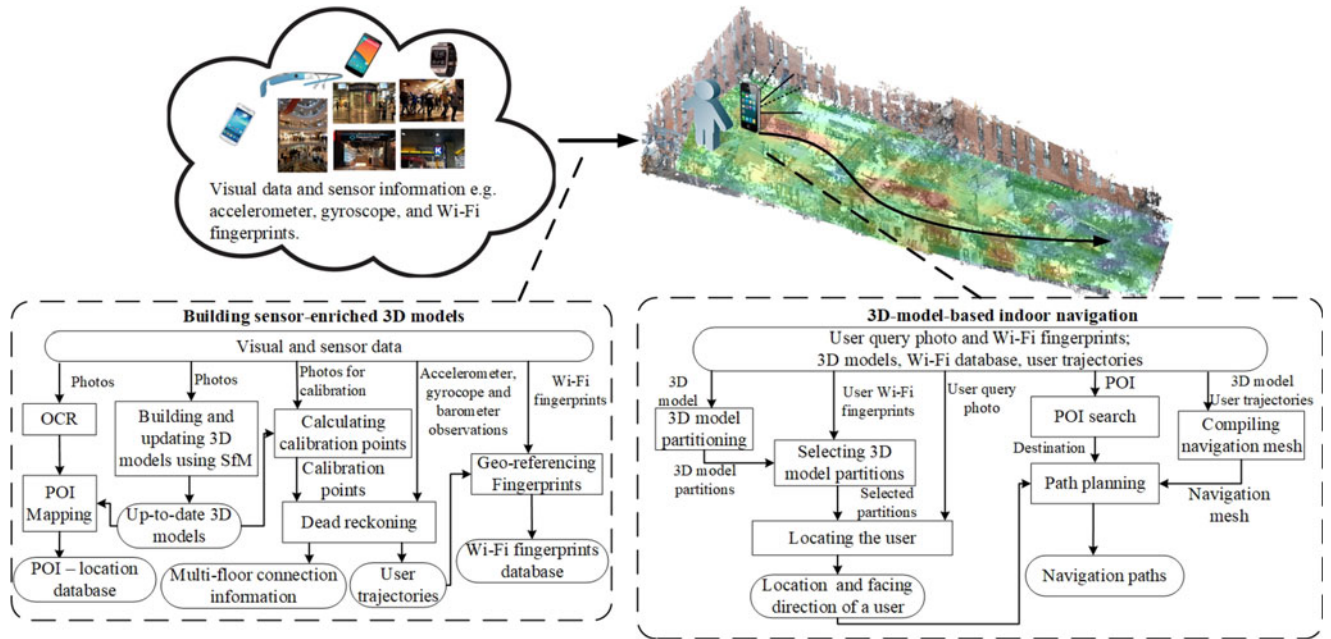 Visual data and sensor information e.g.
accelerometer, gyroscope, and Wi-Fi
fingerprints.
Building sensor-enriched 3D models
Visual and sensor data
Photos
Photos
Photos for
calibration
Accelerometer,
gyrocope and
barometer
observations
Wi-Fi
fingerprints
OCR
Building and
updating 3D
models using SfM
Calculating
calibration points
Calibration
points
Geo-referencing
Fingerprints
POI
Mapping
Up-to-date 3D
models
Dead reckoning
POI – location
database
Multi-floor connection
information
User
trajectories
Wi-Fi fingerprints
database
3D-model-based indoor navigation
User query photo and Wi-Fi fingerprints;
3D models, Wi-Fi database, user trajectories
3D
model
User Wi-Fi
fingerprints
User query
photo
POI
3D model
User trajectories
3D model
partitioning
POI search
Compiling
navigation mesh
3D model
partitions
Selecting 3D
model partitions
Destination
Path planning
Navigation
mesh
Selected
partitions
Locating the user
Location and facing
direction of a user
Navigation paths